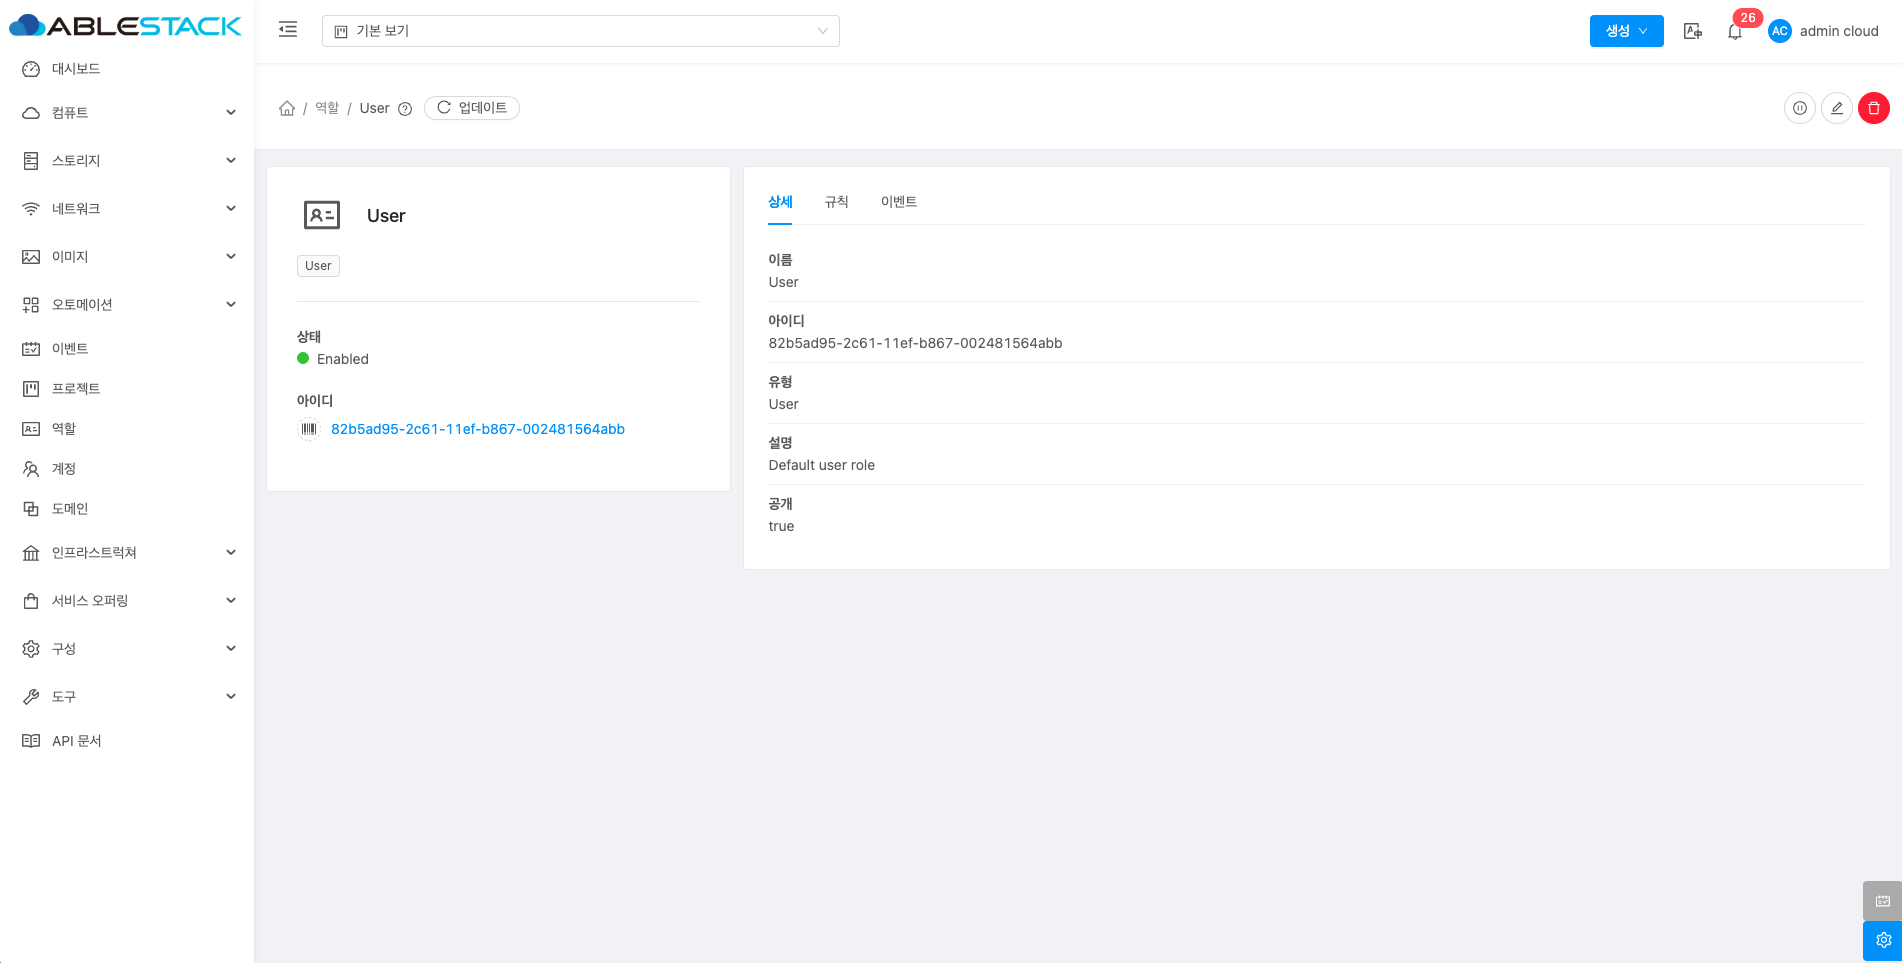 ABLESTACK
기본 보기
생성
26
AC
admin cloud
대시보드
컴퓨트
스토리지
네트워크
이미지
오토메이션
이벤트
프로젝트
역할
계정
도메인
인프라스트럭쳐
서비스 오퍼링
구성
도구
API 문서
/ 역할 / User
업데이트
User
User
상태
Enabled
아이디
82b5ad95-2c61-11ef-b867-002481564abb
상세
규칙
이벤트
이름
User
아이디
82b5ad95-2c61-11ef-b867-002481564abb
유형
User
설명
Default user role
공개
true